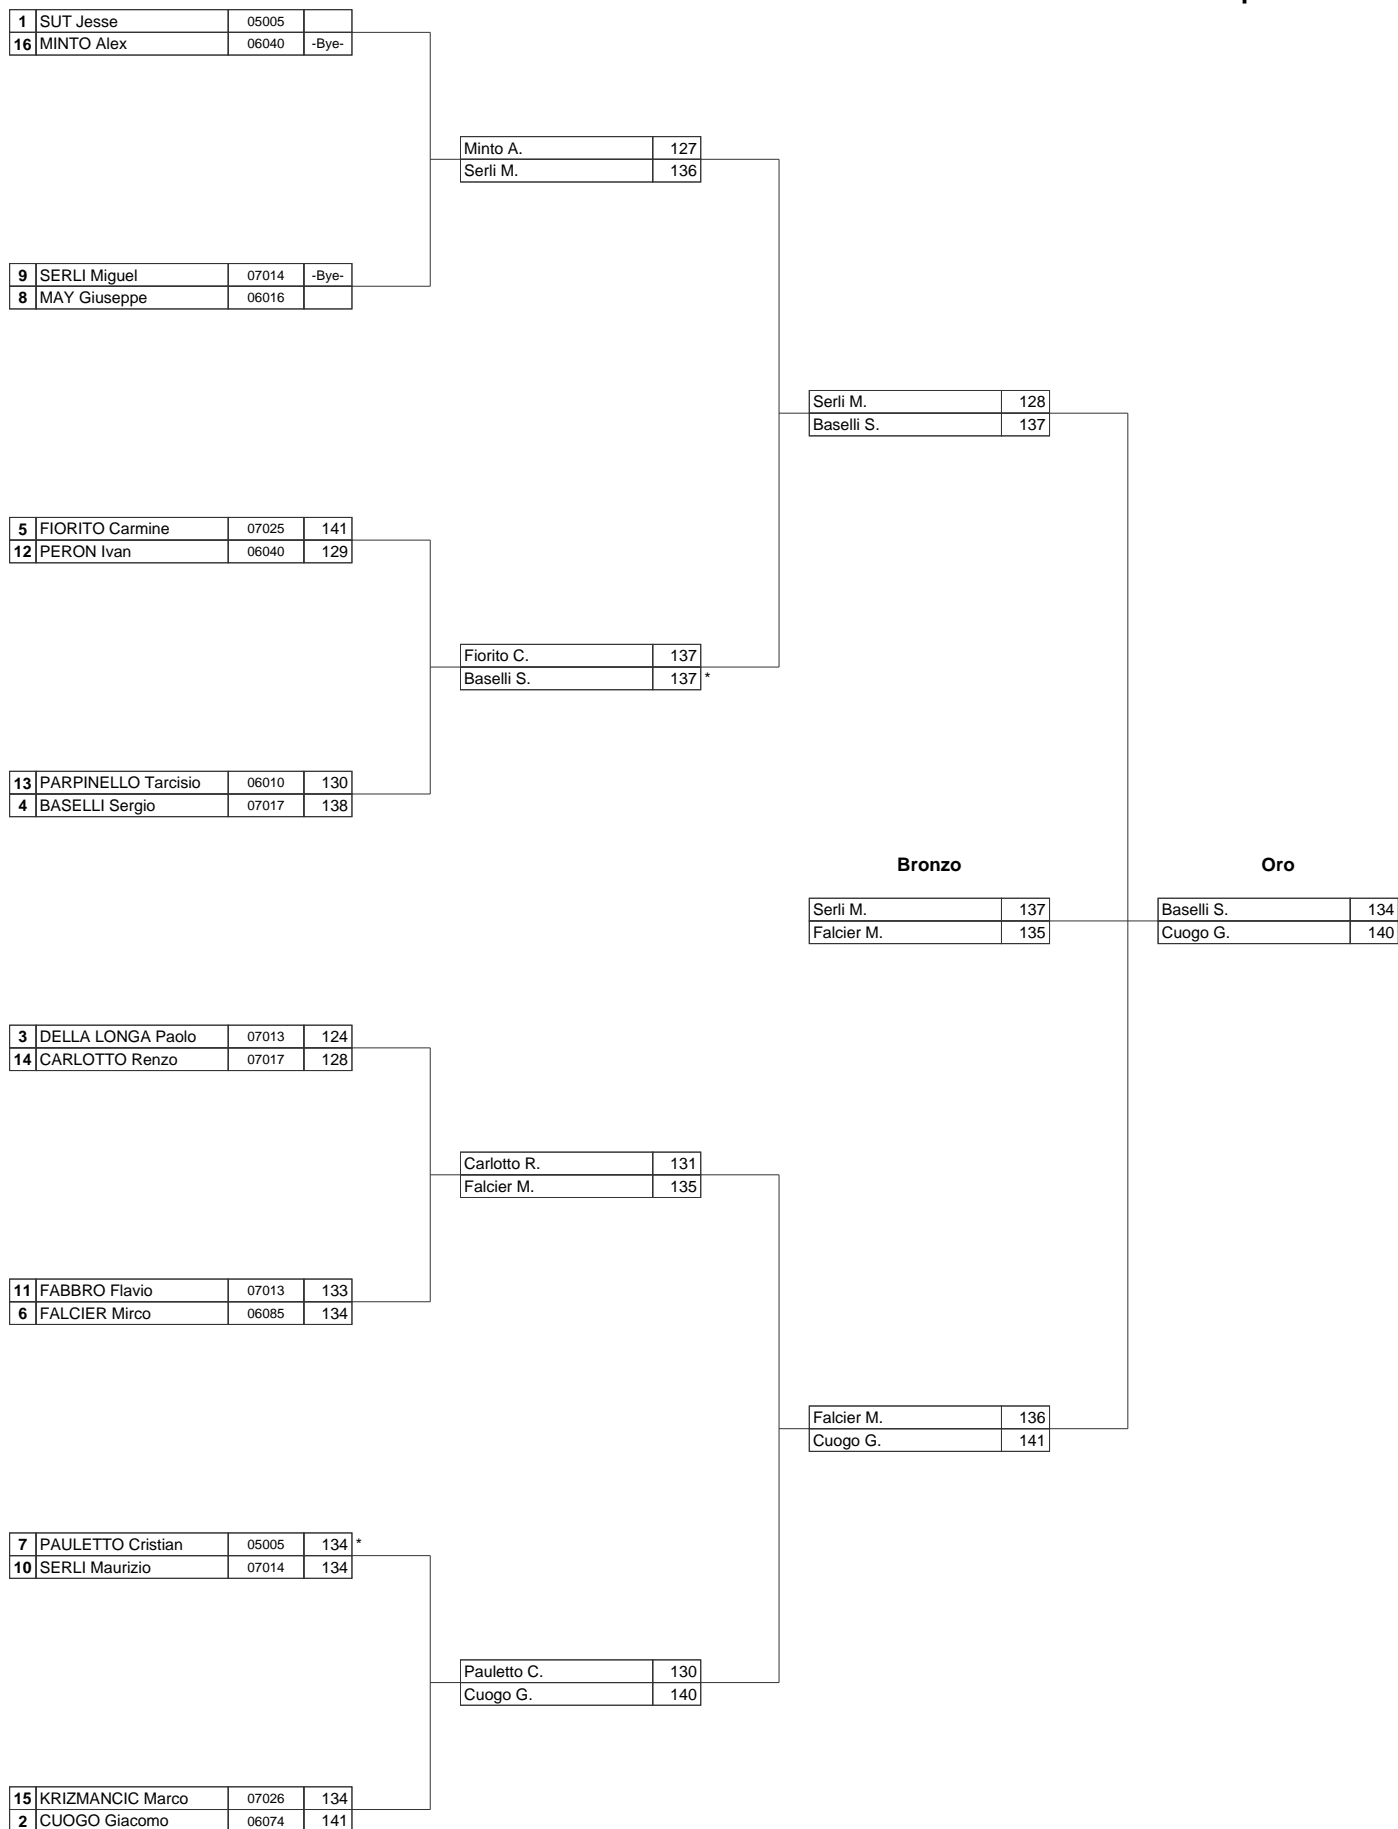 1 SUT Jesse 05005
16 MINTO Alex 06040 -Bye-
Minto A. 127
Serli M. 136
9 SERLI Miguel 07014 -Bye-
8 MAY Giuseppe 06016
Serli M. 128
Baselli S. 137
5 FIORITO Carmine 07025 141
12 PERON Ivan 06040 129
Fiorito C. 137
Baselli S. 137 *
13 PARPINELLO Tarcisio 06010 130
4 BASELLI Sergio 07017 138
Bronzo Oro
Serli M. 137 Baselli S. 134
Falcier M. 135 Cuogo G. 140
3 DELLA LONGA Paolo 07013 124
14 CARLOTTO Renzo 07017 128
Carlotto R. 131
Falcier M. 135
11 FABBRO Flavio 07013 133
6 FALCIER Mirco 06085 134
Falcier M. 136
Cuogo G. 141
7 PAULETTO Cristian 05005 134 *
10 SERLI Maurizio 07014 134
Pauletto C. 130
Cuogo G. 140
15 KRIZMANCIC Marco 07026 134
2 CUOGO Giacomo 06074 141